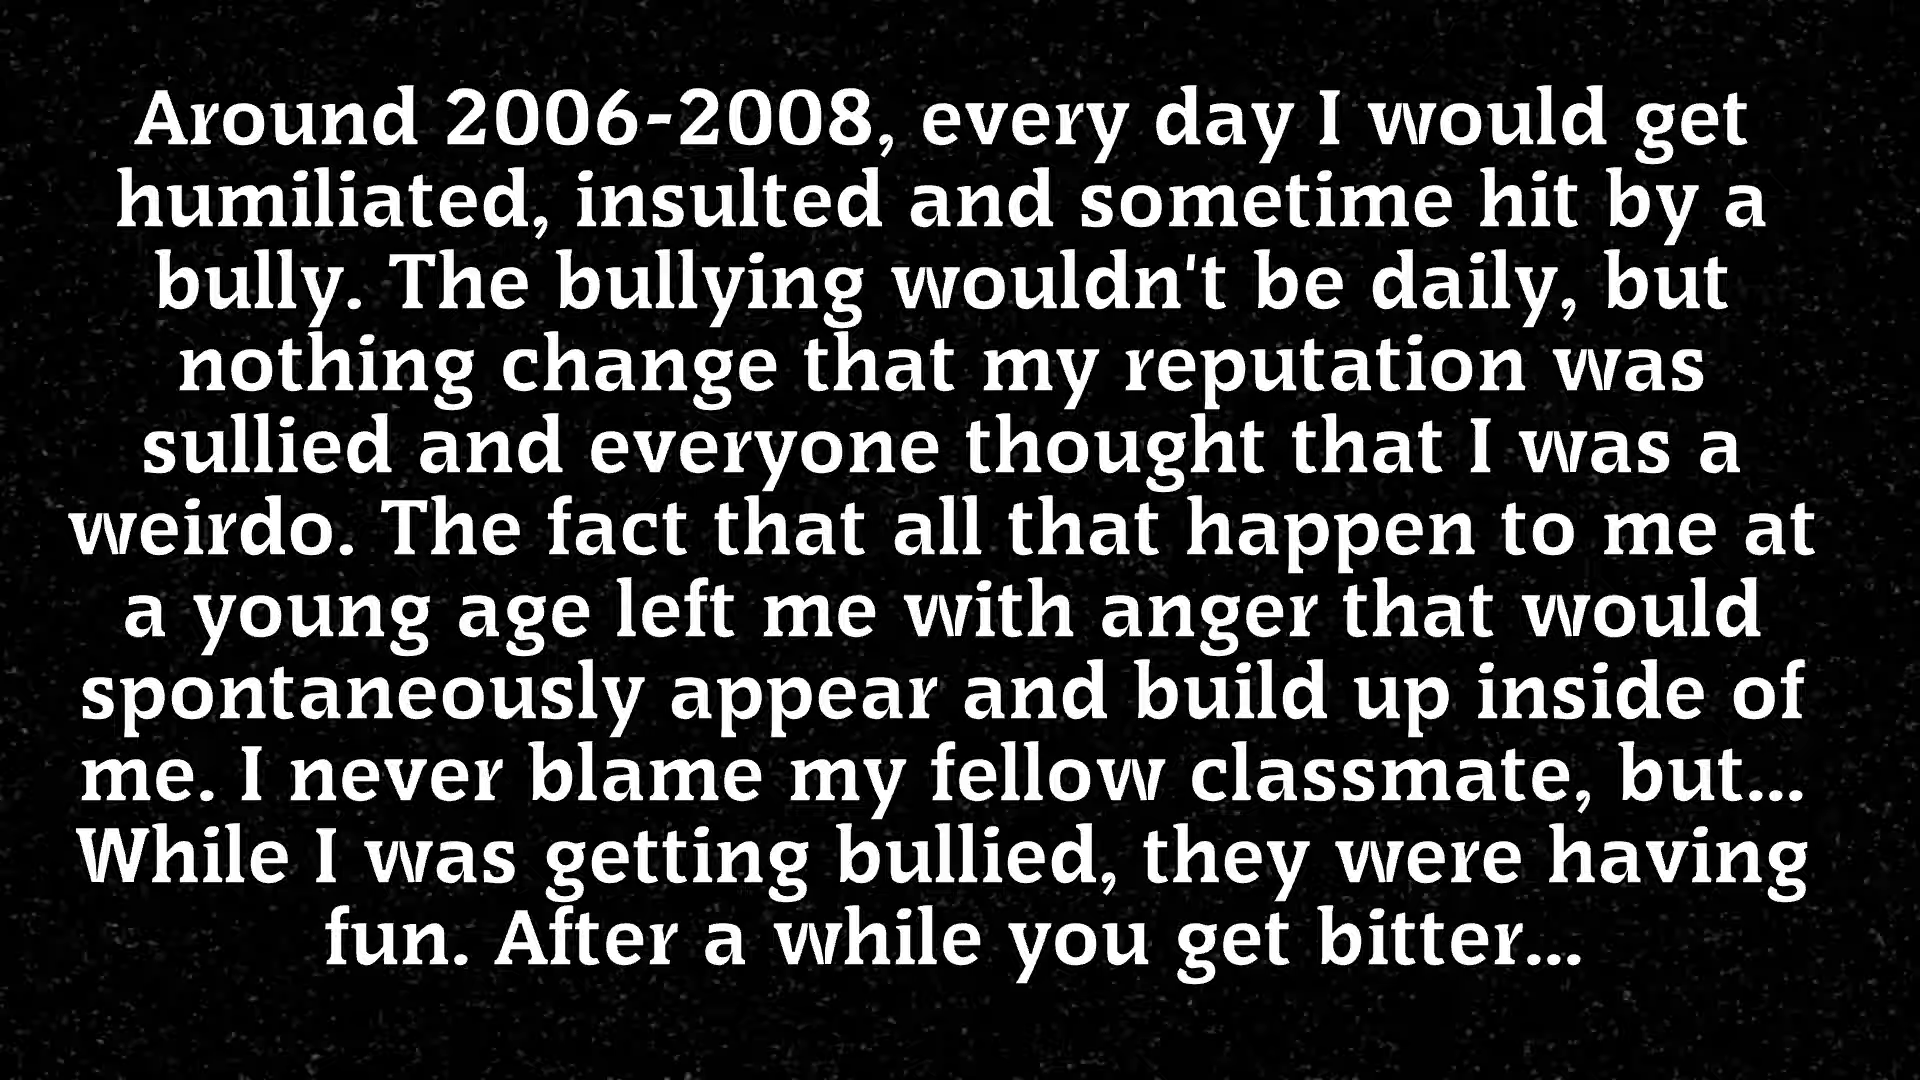 Around 2006-2008, every day I would get
humiliated, insulted and sometime hit by a
bully. The bullying wouldn't be daily, but
nothing change that my reputation was
sullied and everyone thought that I was a
weirdo. The fact that all that happen to me at
a young age left me with anger that would
spontaneously appear and build up inside of
me. I never blame my fellow classmate, but...
While I was getting bullied, they were having
fun. After a while you get bitter...